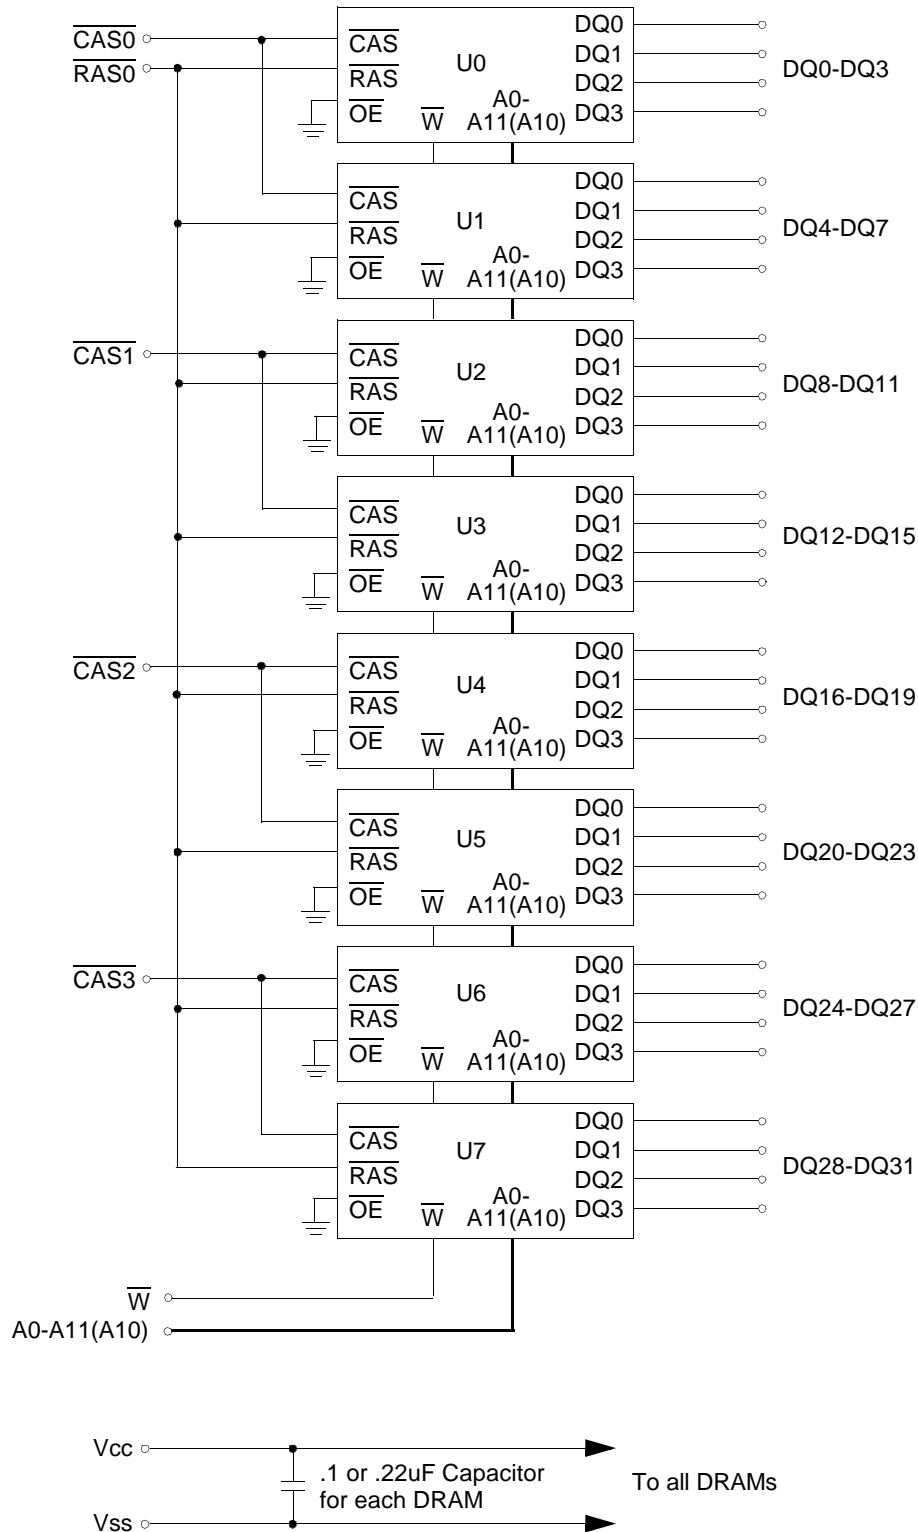 CAS0
RAS0
CAS
RAS
OE
U0
W
A0-
A11(A10)
DQ0
DQ1
DQ2
DQ3
DQ0-DQ3
CAS
RAS
OE
U1
W
A0-
A11(A10)
DQ0
DQ1
DQ2
DQ3
DQ4-DQ7
CAS1
CAS
RAS
OE
U2
W
A0-
A11(A10)
DQ0
DQ1
DQ2
DQ3
DQ8-DQ11
CAS
RAS
OE
U3
W
A0-
A11(A10)
DQ0
DQ1
DQ2
DQ3
DQ12-DQ15
CAS2
CAS
RAS
OE
U4
W
A0-
A11(A10)
DQ0
DQ1
DQ2
DQ3
DQ16-DQ19
CAS
RAS
OE
U5
W
A0-
A11(A10)
DQ0
DQ1
DQ2
DQ3
DQ20-DQ23
CAS3
CAS
RAS
OE
U6
W
A0-
A11(A10)
DQ0
DQ1
DQ2
DQ3
DQ24-DQ27
CAS
RAS
OE
U7
W
A0-
A11(A10)
DQ0
DQ1
DQ2
DQ3
DQ28-DQ31
W
A0-A11(A10)
Vcc
.1 or .22uF Capacitor
for each DRAM
To all DRAMs
Vss